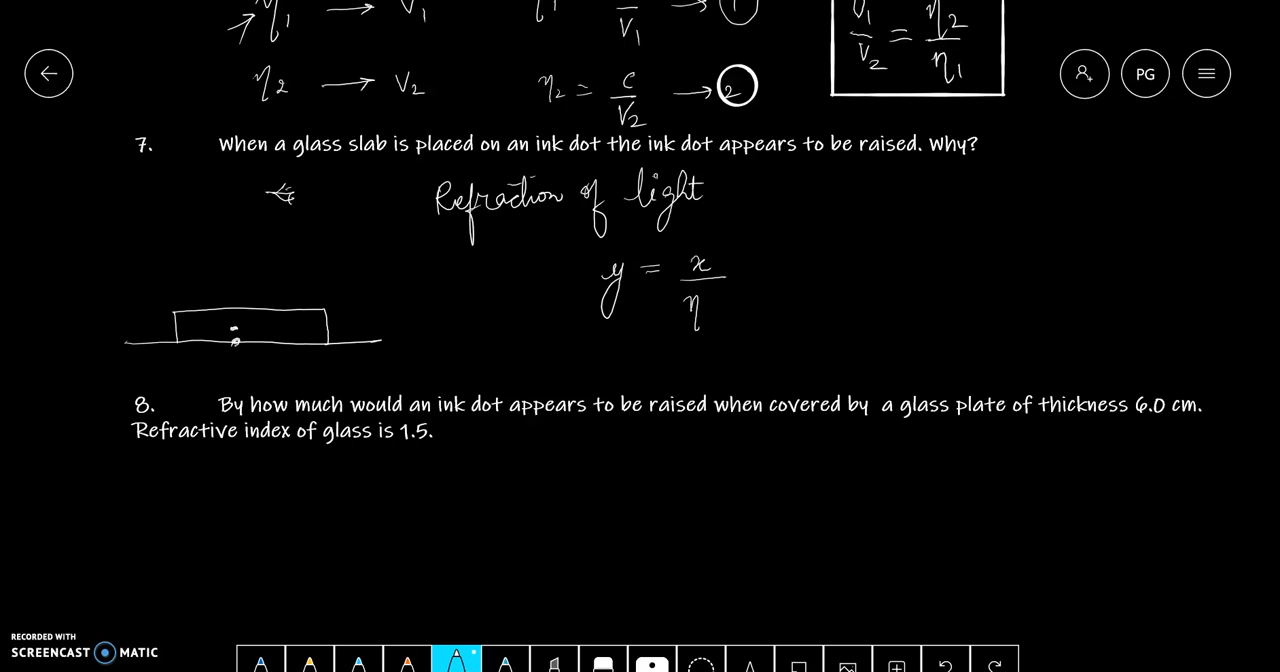 η1 → V1 → 1
V1
V2 = η2
η1
η2 → V2 η2 = c → 2
V2
PG
7. When a glass slab is placed on an ink dot the ink dot appears to be raised. Why?
Refraction of light
y = x
η
8. By how much would an ink dot appears to be raised when covered by a glass plate of thickness 6.0 cm.
Refractive index of glass is 1.5.
RECORDED WITH
SCREENCAST MATIC